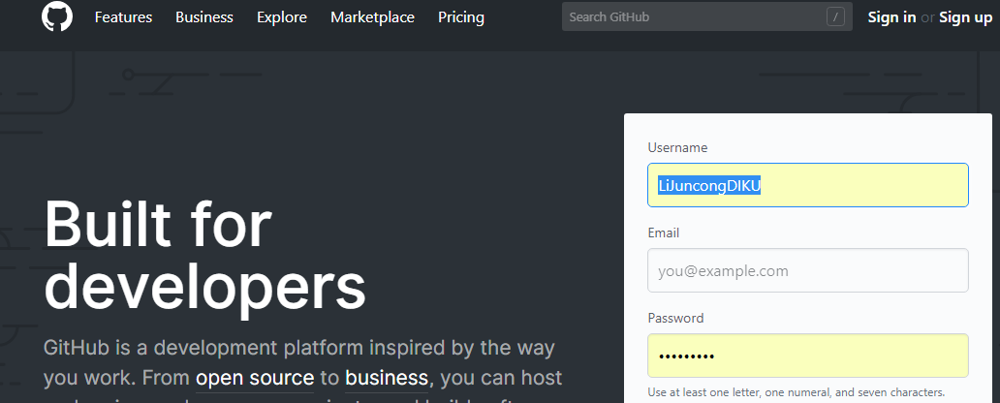 Features Business Explore Marketplace Pricing Search GitHub / Sign in or Sign up
Username
LiJuncongDIKU
Email
you@example.com
Password
•••••••••
Use at least one letter, one numeral, and seven characters.
Built for
developers
GitHub is a development platform inspired by the way
you work. From open source to business, you can host